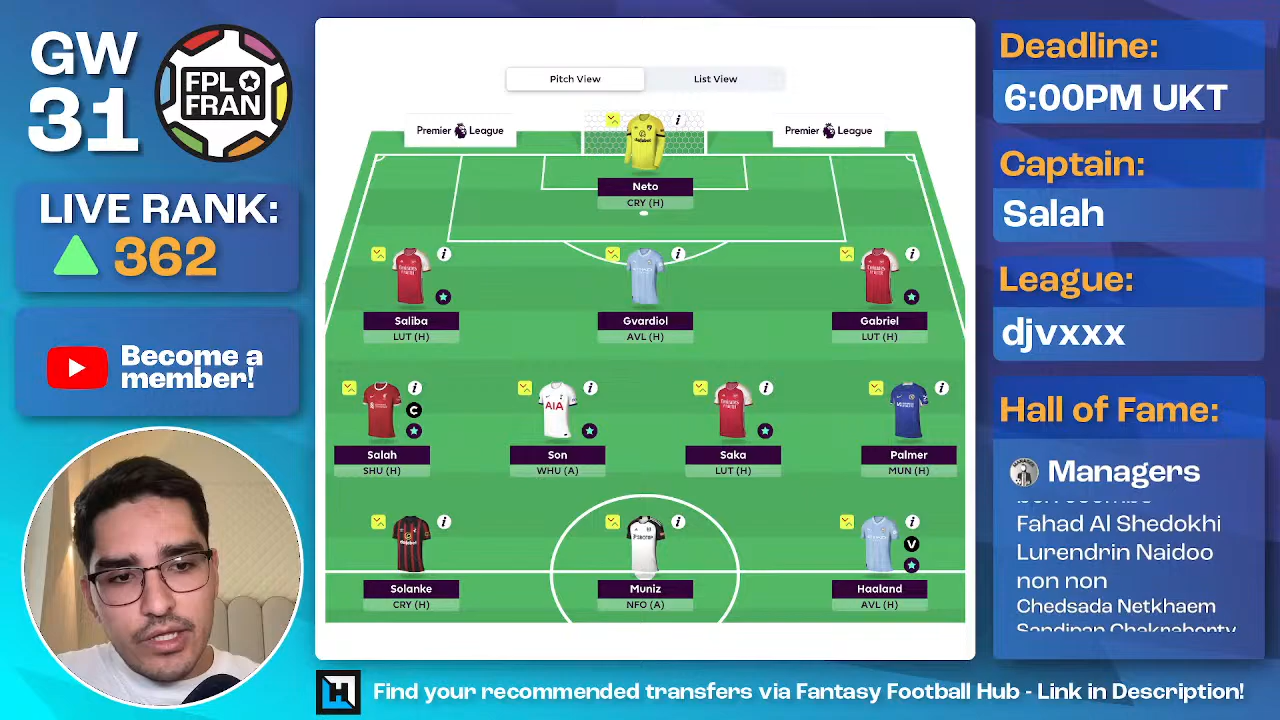 GW
31
FPL
FRAN
LIVE RANK:
362
Become a
member!
Pitch View
List View
Premier League
Premier League
Neto
CRY (H)
Saliba
LUT (H)
Gvardiol
AVL (H)
Gabriel
LUT (H)
C
AIA
Salah
SHU (H)
Son
WHU (A)
Saka
LUT (H)
Palmer
MUN (H)
V
Solanke
CRY (H)
Muniz
NFO (A)
Haaland
AVL (H)
Deadline:
6:00PM UKT
Captain:
Salah
League:
djvxxx
Hall of Fame:
Managers
Fahad Al Shedokhi
Lurendrin Naidoo
non non
Chedsada Netkhaem
Sandipan Chakraborty
Find your recommended transfers via Fantasy Football Hub - Link in Description!